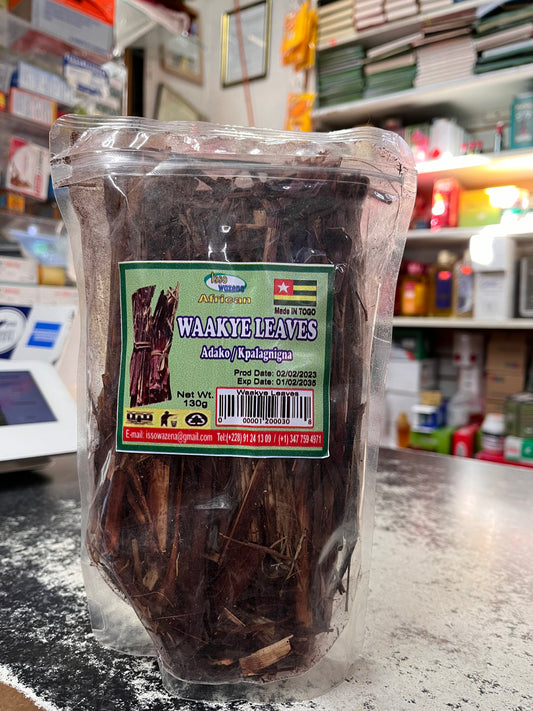 ISSO
wazena
African
Made IN TOGO
WAAKYE LEAVES
Adako/Kpalagnigna
Prod Date: 02/02/2023
Exp Date: 01/02/2035
Net Wt.
130g
Waakye Leaves
00001200030 8
E-mail: issowazena@gmail.com Tel:(+228) 91 24 13 09 / (+1) 347 759 4971